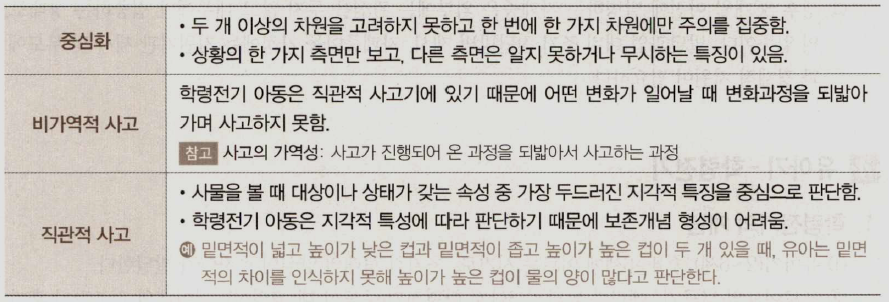 중심화
• 두 개 이상의 차원을 고려하지 못하고 한 번에 한 가지 차원에만 주의를 집중함.
• 상황의 한 가지 측면만 보고, 다른 측면은 알지 못하거나 무시하는 특징이 있음.
비가역적 사고
학령전기 아동은 직관적 사고기에 있기 때문에 어떤 변화가 일어날 때 변화과정을 되밟아
가며 사고하지 못함.
참고 사고의 가역성: 사고가 진행되어 온 과정을 되밟아서 사고하는 과정
직관적 사고
• 사물을 볼 때 대상이나 상태가 갖는 속성 중 가장 두드러진 지각적 특징을 중심으로 판단함.
• 학령전기 아동은 지각적 특성에 따라 판단하기 때문에 보존개념 형성이 어려움.
예 밑면적이 넓고 높이가 낮은 컵과 밑면적이 좁고 높이가 높은 컵이 두 개 있을 때, 유아는 밑면
적의 차이를 인식하지 못해 높이가 높은 컵이 물의 양이 많다고 판단한다.